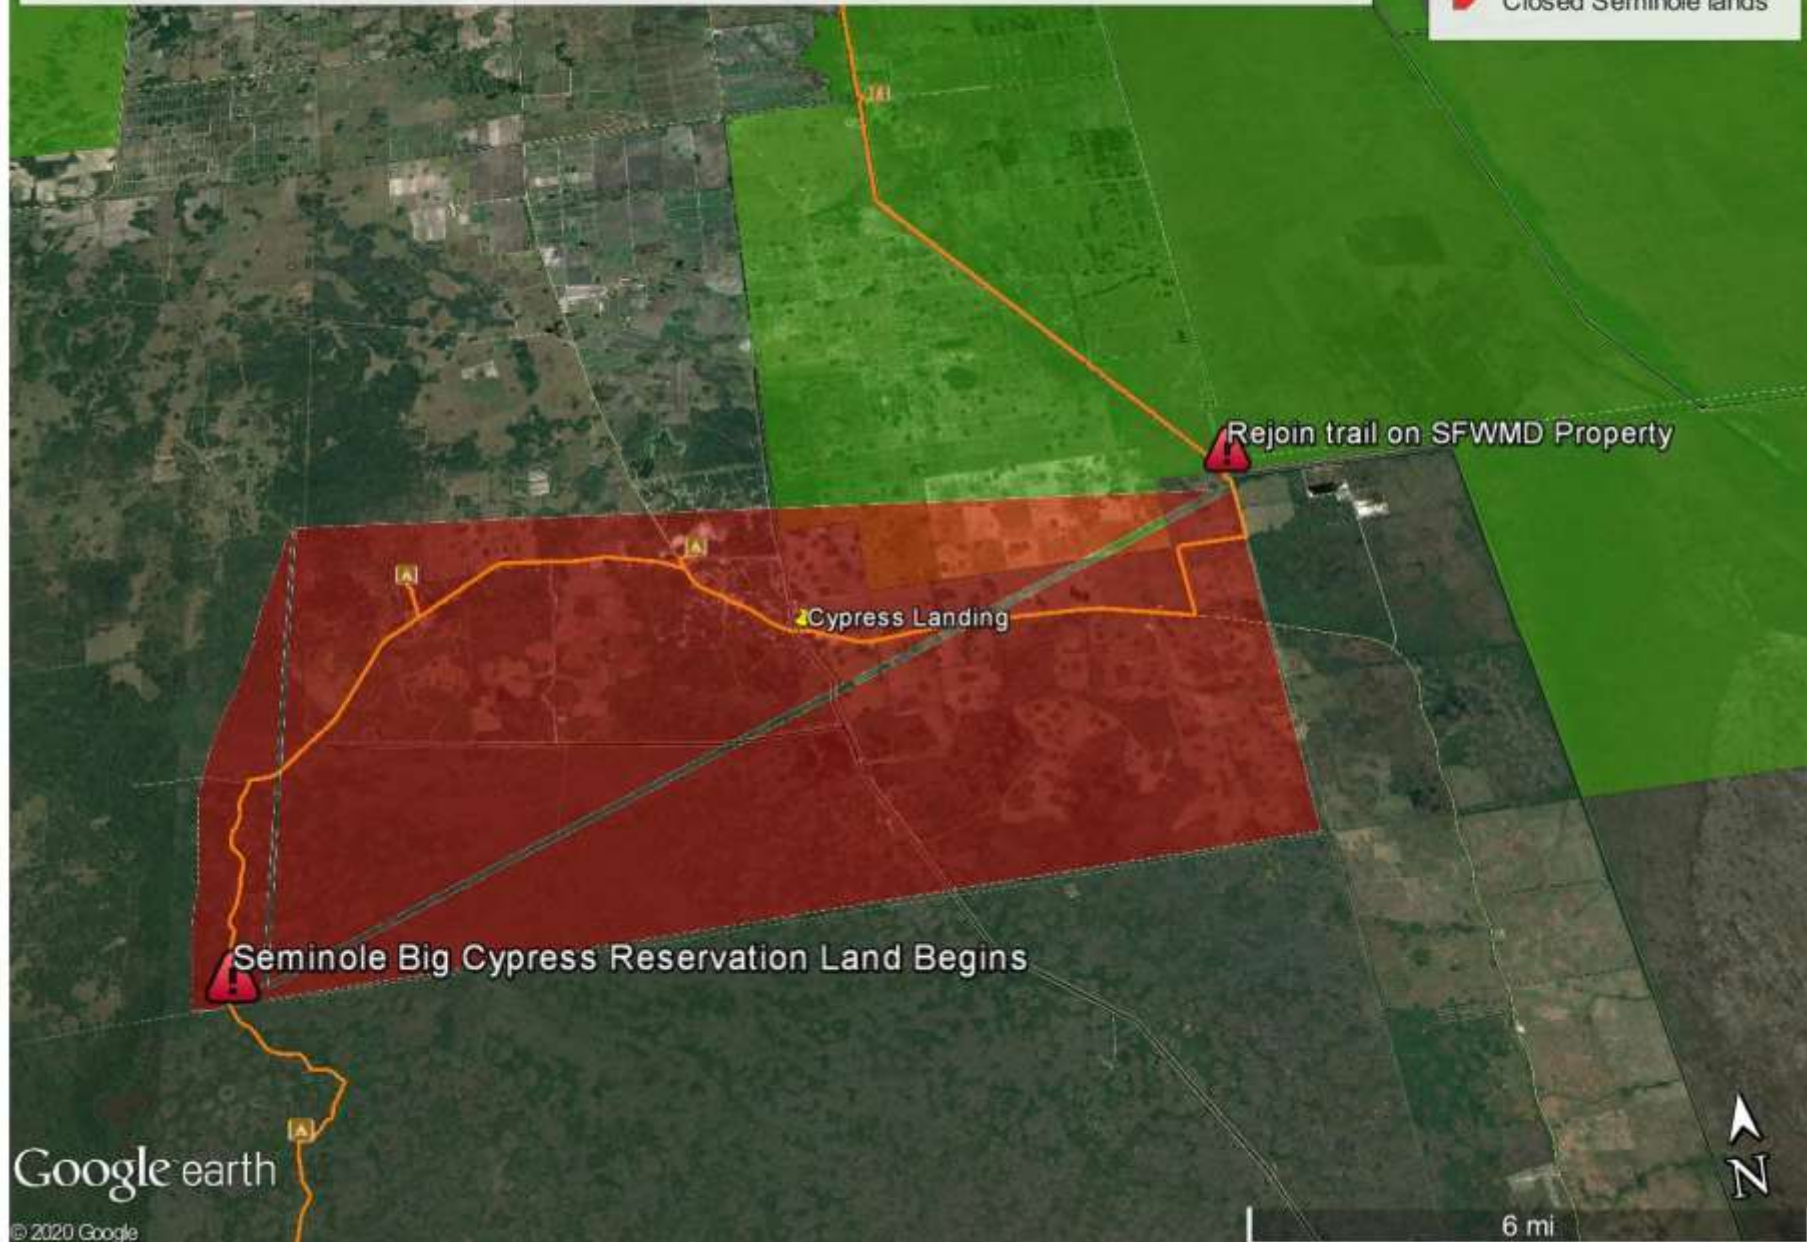 Closed Seminole lands
Rejoin trail on SFWMD Property
Cypress Landing
Seminole Big Cypress Reservation Land Begins
Google earth
N
© 2020 Google
6 mi